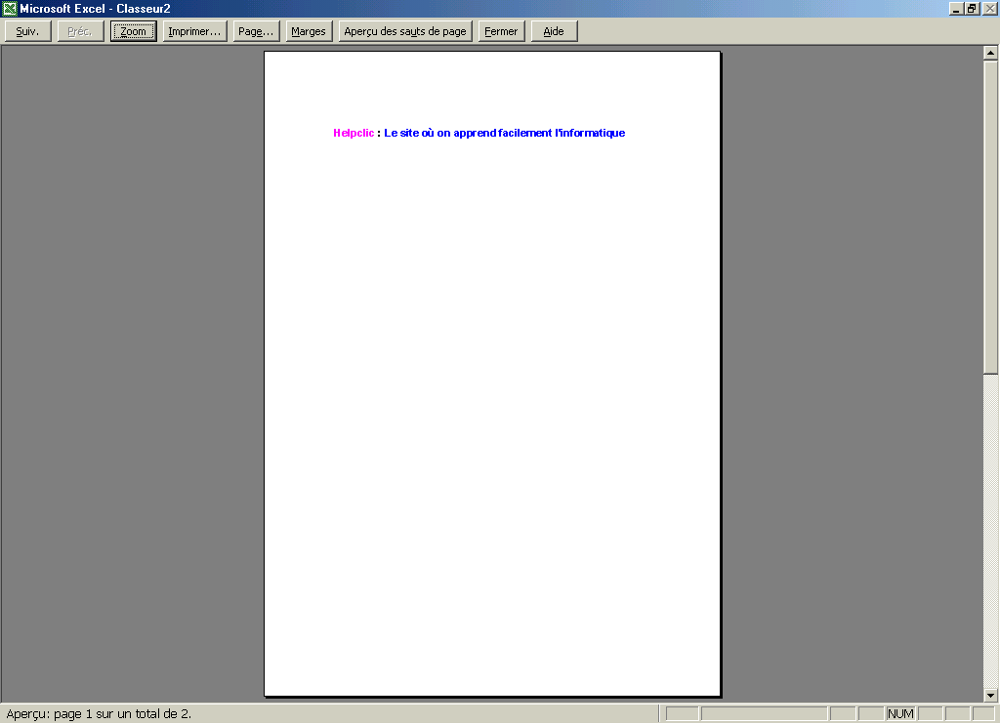 Microsoft Excel - Classeur2
Suiv. Préc. Zoom Imprimer... Page... Marges Aperçu des sauts de page Fermer Aide
Helpclic : Le site où on apprend facilement l'informatique
Aperçu: page 1 sur un total de 2. NUM